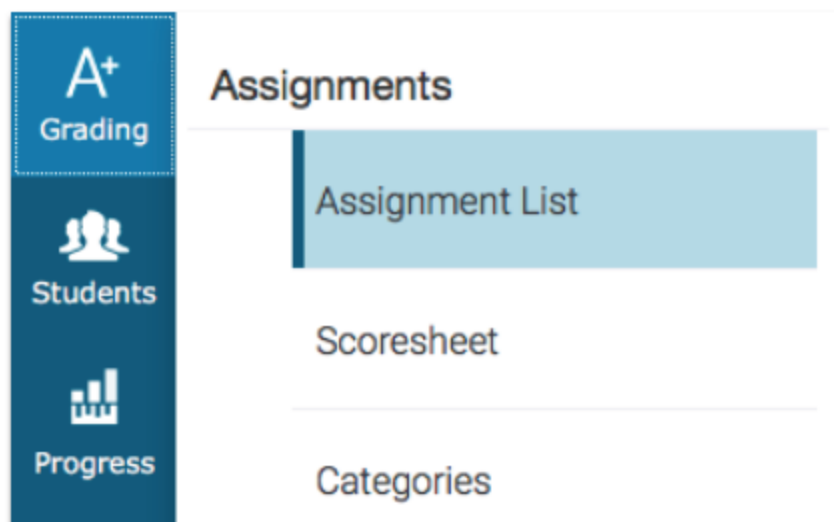 A+
Grading
Students
Progress
Assignments
Assignment List
Scoresheet
Categories